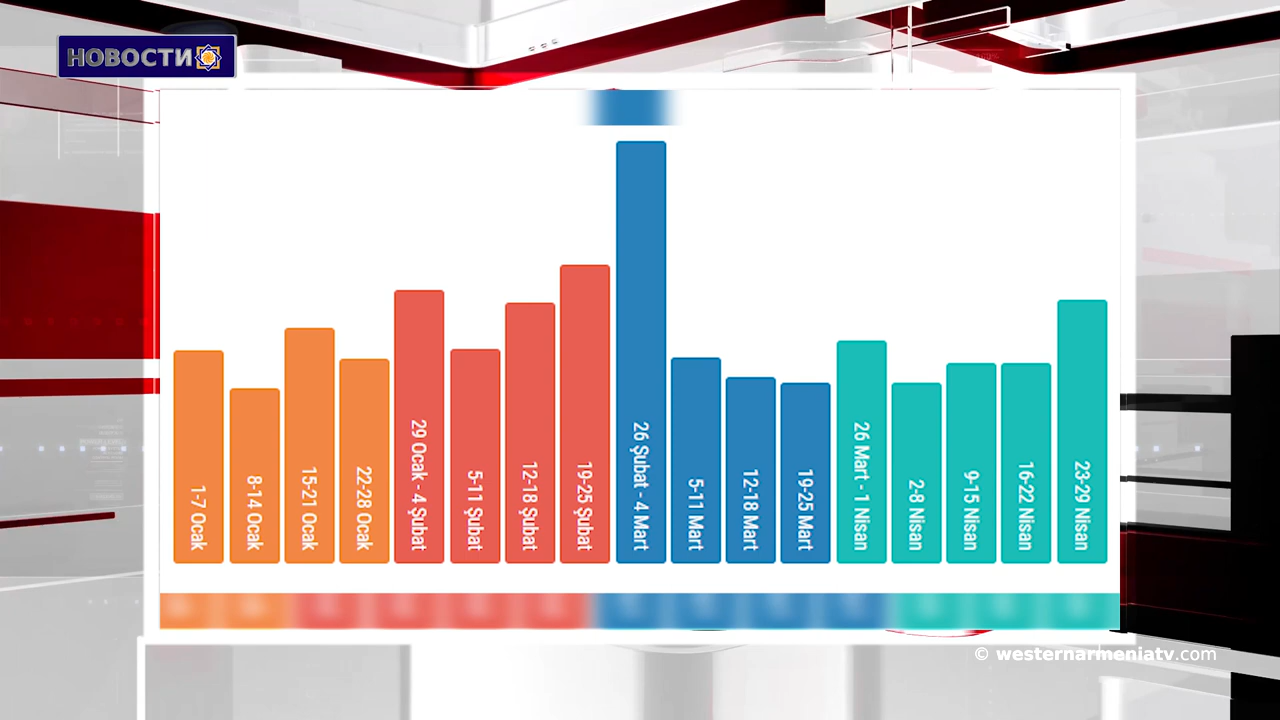 НОВОСТИ
1-7 Ocak
8-14 Ocak
15-21 Ocak
22-28 Ocak
29 Ocak - 4 Şubat
5-11 Şubat
12-18 Şubat
19-25 Şubat
26 Şubat - 4 Mart
5-11 Mart
12-18 Mart
19-25 Mart
26 Mart - 1 Nisan
2-8 Nisan
9-15 Nisan
16-22 Nisan
23-29 Nisan
© westernarmeniatv.com